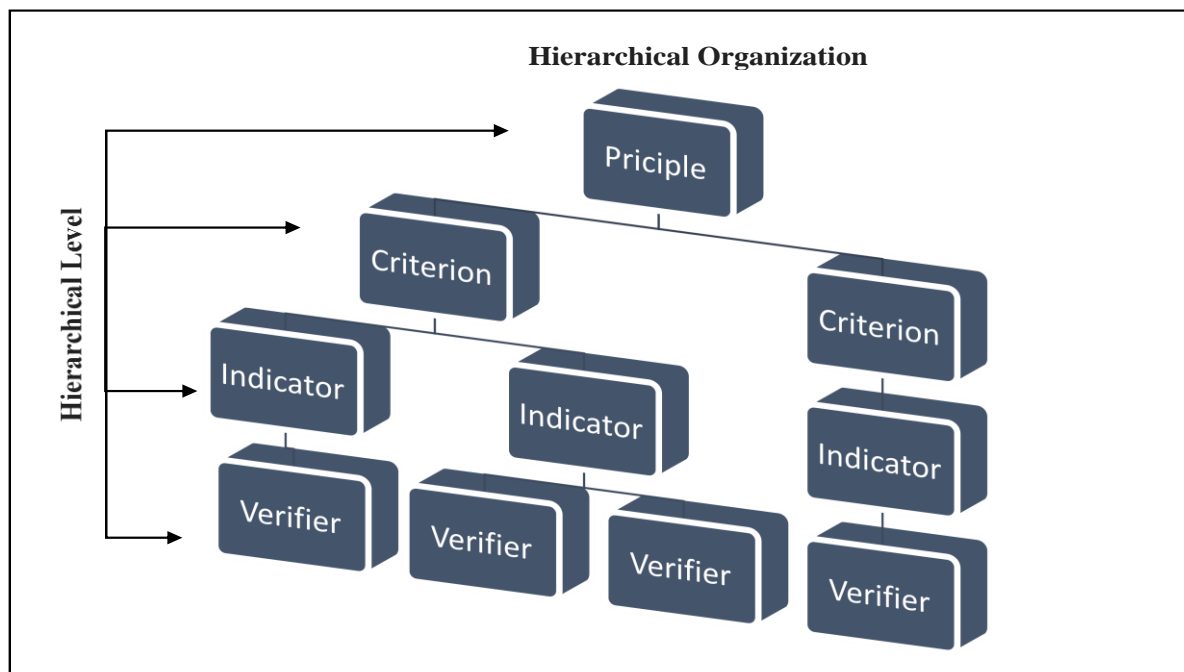 Hierarchical Organization
Hierarchical Level
Priciple
Criterion
Criterion
Indicator
Indicator
Indicator
Verifier
Verifier
Verifier
Verifier